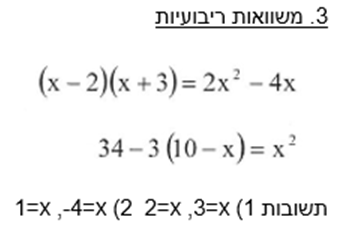 3. משוואות ריבועיות
(x − 2)(x + 3) = 2x² − 4x
34 − 3(10 − x) = x²
תשובות 1) 3=x, 2=x  2) 4=x-, 1=x